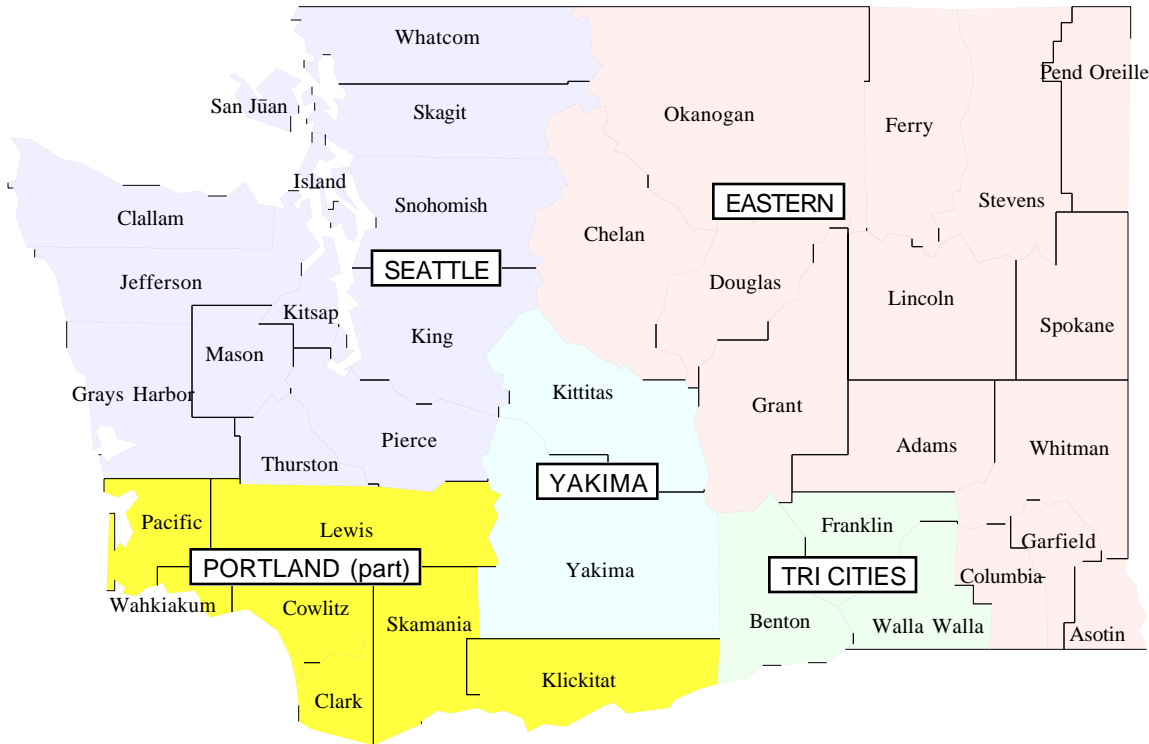 Whatcom
Pend Oreille
San Jūan
Skagit
Okanogan
Ferry
Island
Clallam
Snohomish
Chelan
EASTERN
Stevens
SEATTLE
Jefferson
Kitsap
Douglas
Lincoln
Spokane
Mason
King
Grays Harbor
Kittitas
Grant
Pierce
Adams
Whitman
Thurston
YAKIMA
Pacific
Lewis
Franklin
Garfield
PORTLAND (part)
Yakima
TRI CITIES
Columbia
Wahkiakum
Cowlitz
Skamania
Benton
Walla Walla
Asotin
Klickitat
Clark